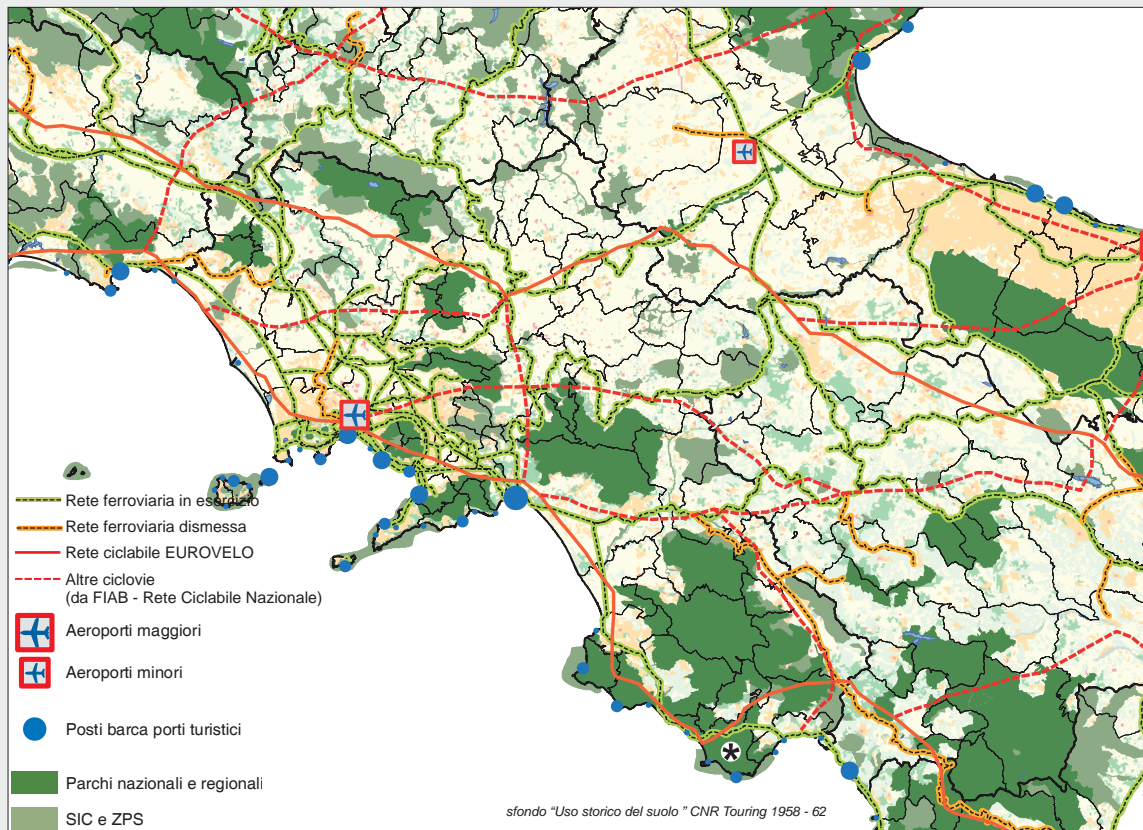 Rete ferroviaria in esercizio
Rete ferroviaria dismessa
Rete ciclabile EUROVELO
Altre ciclovie
(da FIAB - Rete Ciclabile Nazionale)
Aeroporti maggiori
Aeroporti minori
Posti barca porti turistici
Parchi nazionali e regionali
SIC e ZPS
*
sfondo "Uso storico del suolo " CNR Touring 1958 - 62